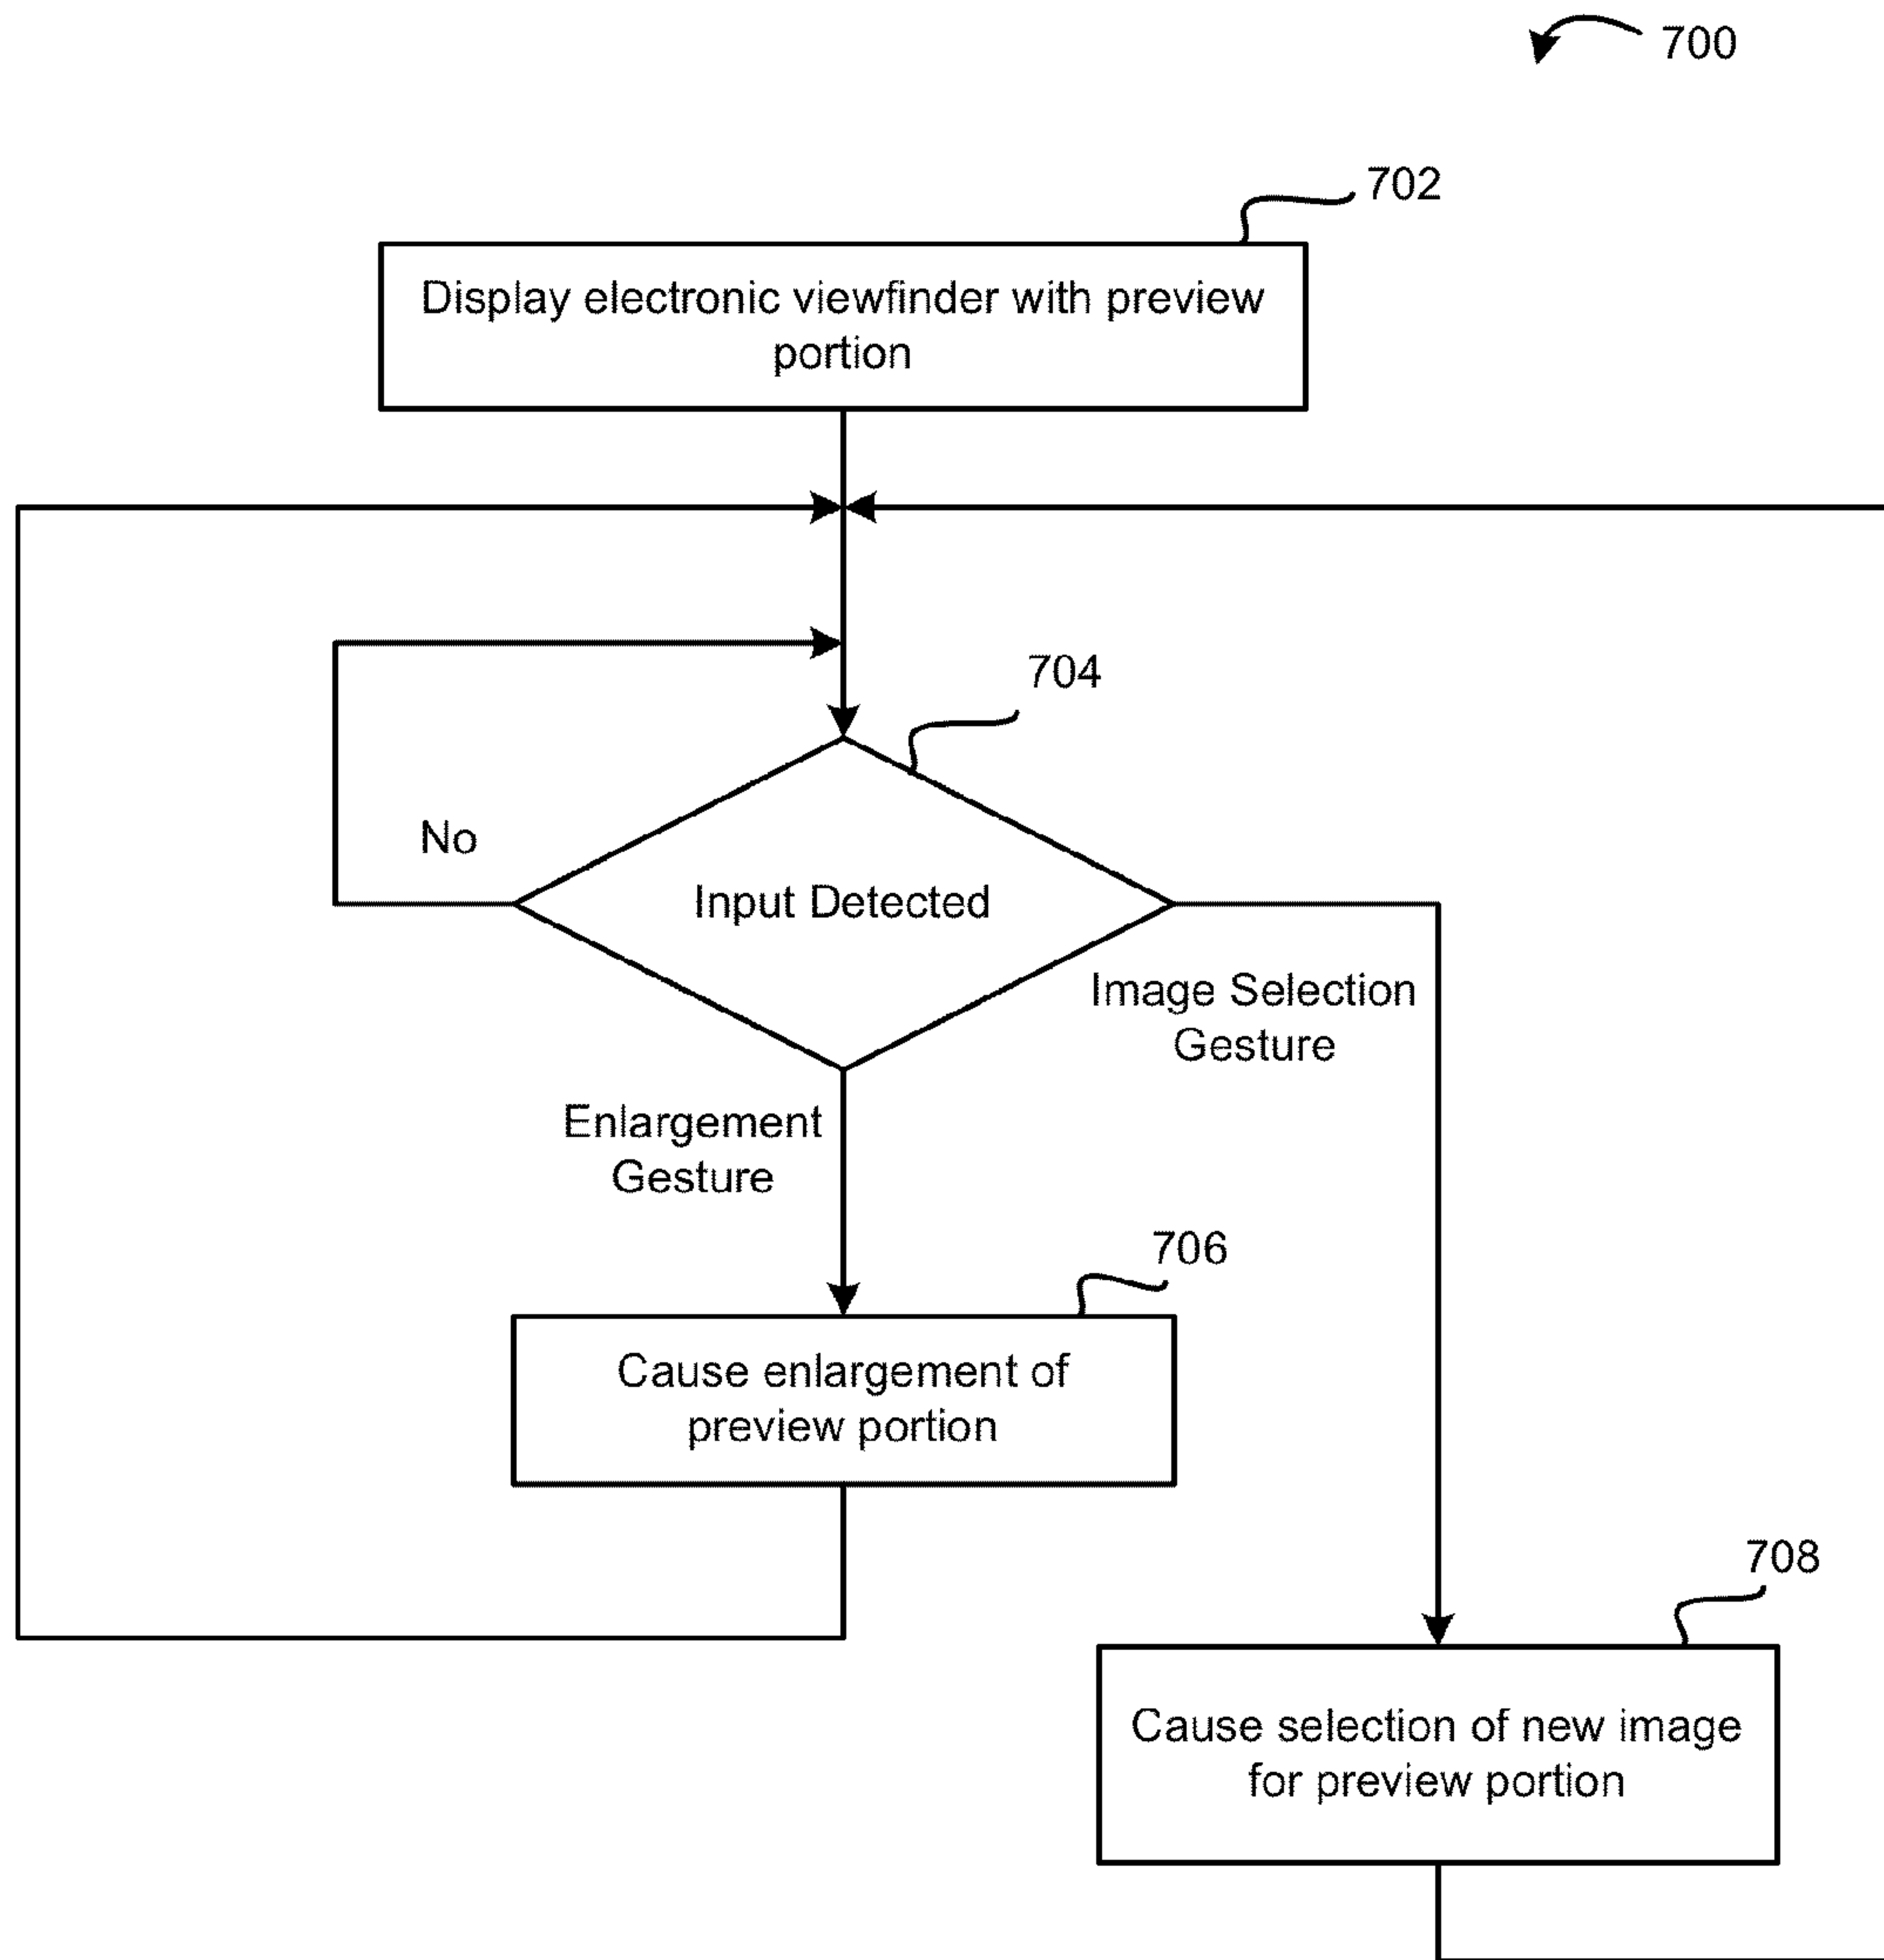 700
702
Display electronic viewfinder with preview
portion
704
No
Input Detected
Image Selection
Gesture
Enlargement
Gesture
706
Cause enlargement of
preview portion
708
Cause selection of new image
for preview portion